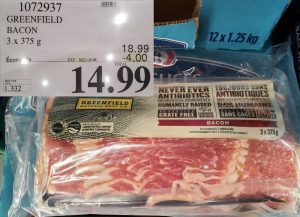 1072937
GREENFIELD
BACON
3 x 375 g
18.99
-4.00
14.99
1.332
12 x 1.25 kg
GREENFIELD
NEVER EVER
ANTIBIOTICS
HUMANELY RAISED
CRATE FREE
TOUJOURS SANS
ANTIBIOTIQUES
BACON
3 x 375g